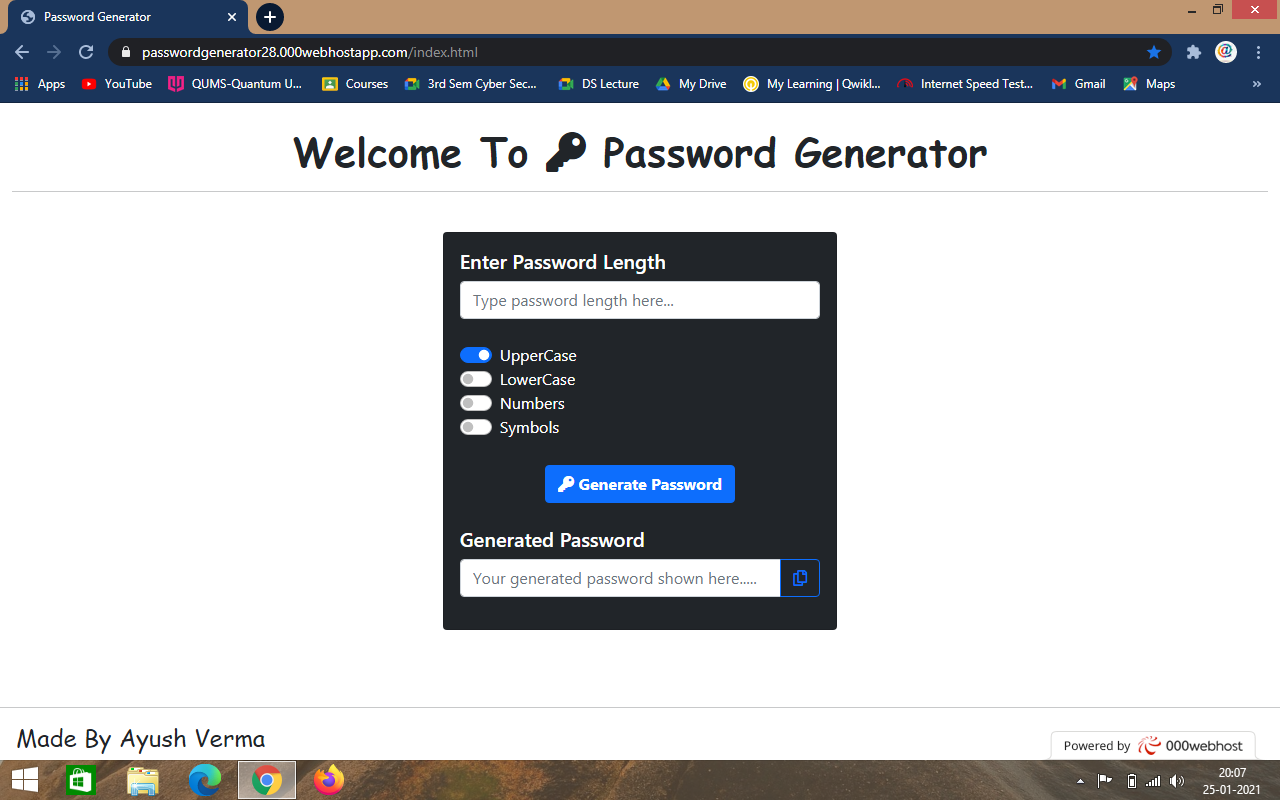 Password Generator
passwordgenerator28.000webhostapp.com/index.html
Apps YouTube QUMS-Quantum U... Courses 3rd Sem Cyber Sec... DS Lecture My Drive My Learning | Qwikl... Internet Speed Test... Gmail Maps »
Welcome To Password Generator
Enter Password Length
Type password length here...
UpperCase
LowerCase
Numbers
Symbols
Generate Password
Generated Password
Your generated password shown here.....
Made By Ayush Verma
Powered by 000webhost
20:07
25-01-2021